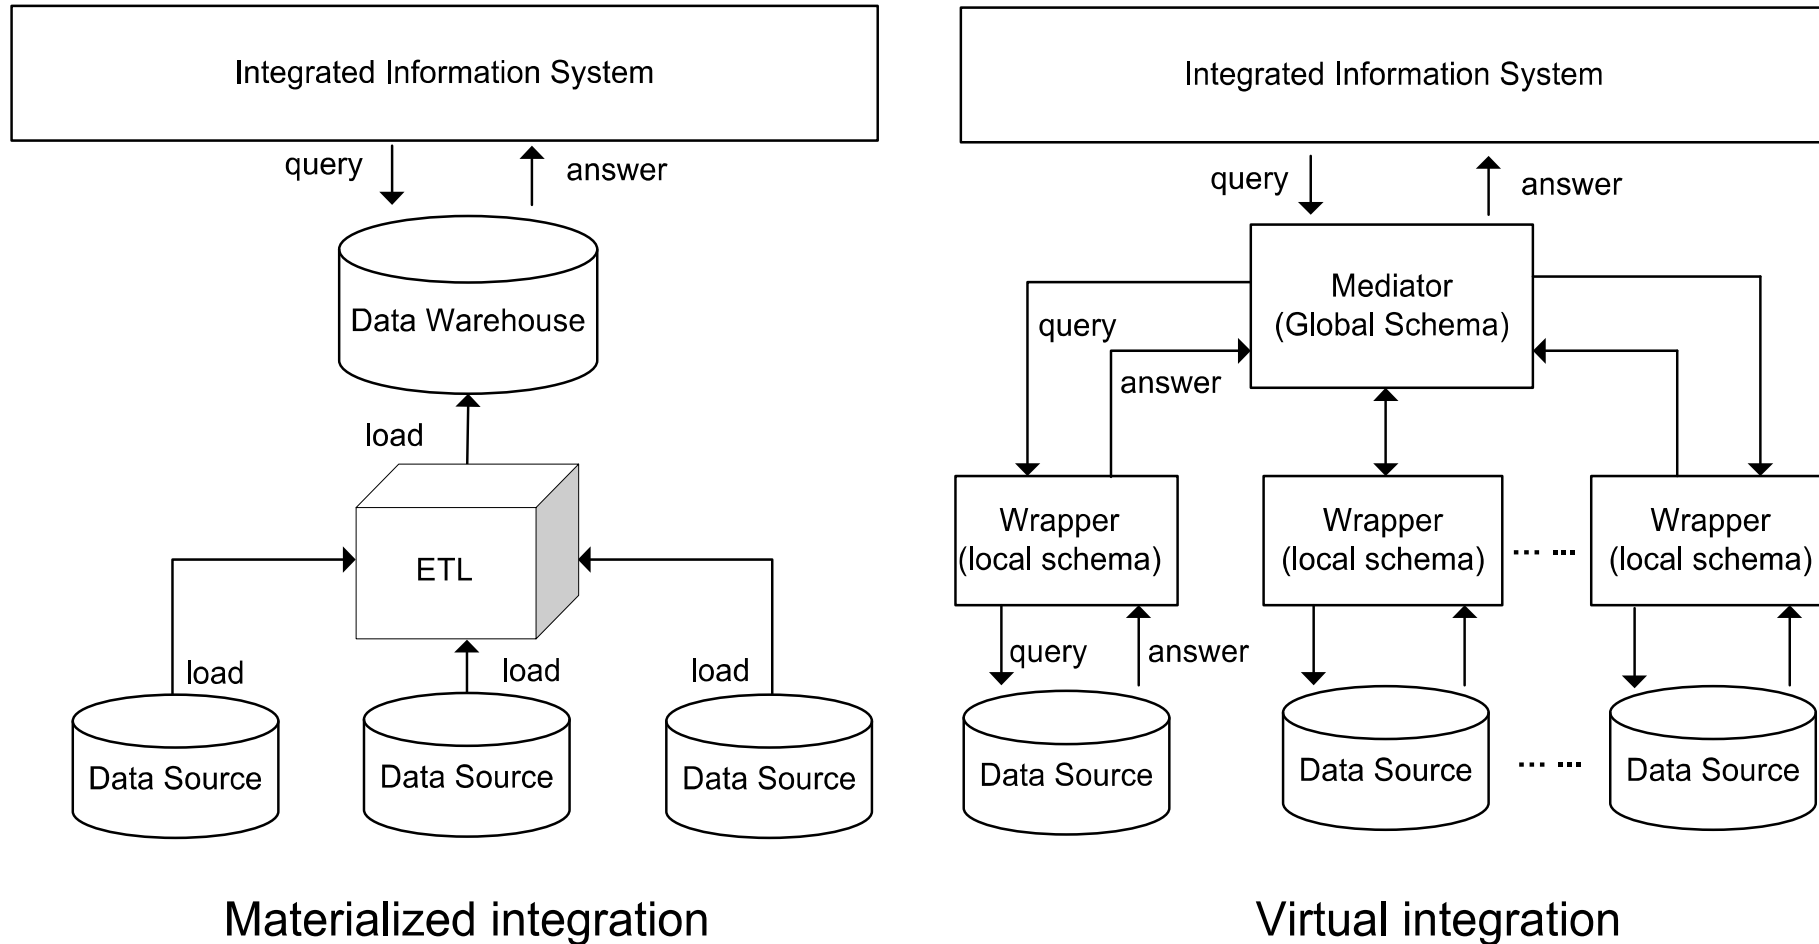 Integrated Information System
query
answer
Data Warehouse
load
ETL
load
load
load
Data Source
Data Source
Data Source
Materialized integration
Integrated Information System
query
answer
Mediator
(Global Schema)
query
answer
Wrapper
(local schema)
Wrapper
(local schema)
... ...
Wrapper
(local schema)
query
answer
Data Source
Data Source
... ...
Data Source
Virtual integration